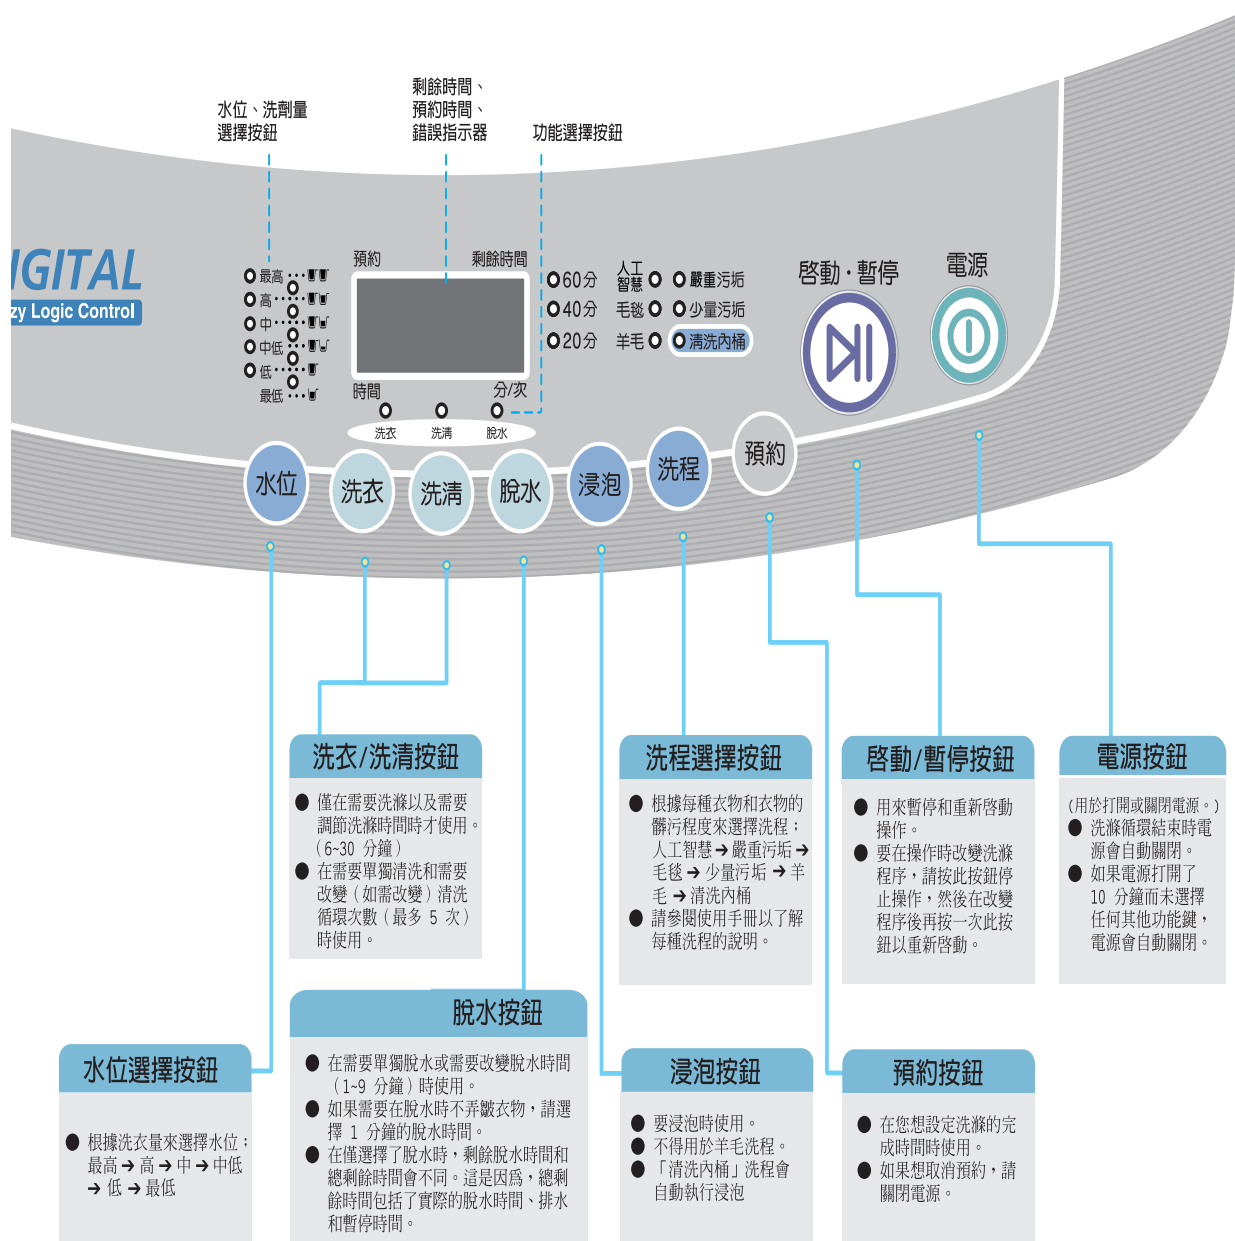 剩餘時間、
預約時間、
錯誤指示器
水位、洗劑量
選擇按鈕
功能選擇按鈕
IGITAL
zy Logic Control
最高
高
中
中低
低
最低
預約
剩餘時間
時間
分/次
洗衣
洗清
脫水
60分
40分
20分
人工
智慧
毛毯
羊毛
嚴重污垢
少量污垢
清洗內桶
啓動·暫停
電源
水位
洗衣
洗清
脫水
浸泡
洗程
預約
洗衣/洗清按鈕
● 僅在需要洗滌以及需要
調節洗滌時間時才使用。
（6~30 分鐘）
● 在需要單獨清洗和需要
改變（如需改變）清洗
循環次數（最多 5 次）
時使用。
洗程選擇按鈕
● 根據每種衣物和衣物的
髒污程度來選擇洗程；
人工智慧➔嚴重污垢➔
毛毯➔少量污垢➔羊
毛➔清洗內桶
● 請參閱使用手冊以了解
每種洗程的說明。
啓動/暫停按鈕
● 用來暫停和重新啓動
操作。
● 要在操作時改變洗滌
程序，請按此按鈕停
止操作，然後在改變
程序後再按一次此按
鈕以重新啓動。
電源按鈕
(用於打開或關閉電源。)
● 洗滌循環結束時電
源會自動關閉。
● 如果電源打開了
10 分鐘而未選擇
任何其他功能鍵，
電源會自動關閉。
水位選擇按鈕
● 根據洗衣量來選擇水位；
最高➔高➔中➔中低
➔低➔最低
脫水按鈕
● 在需要單獨脫水或需要改變脫水時間
（1~9 分鐘）時使用。
● 如果需要在脫水時不弄皺衣物，請選
擇 1 分鐘的脫水時間。
● 在僅選擇了脫水時，剩餘脫水時間和
總剩餘時間會不同。這是因爲，總剩
餘時間包括了實際的脫水時間、排水
和暫停時間。
浸泡按鈕
● 要浸泡時使用。
● 不得用於羊毛洗程。
● 「清洗內桶」洗程會
自動執行浸泡
預約按鈕
● 在您想設定洗滌的完
成時間時使用。
● 如果想取消預約，請
關閉電源。